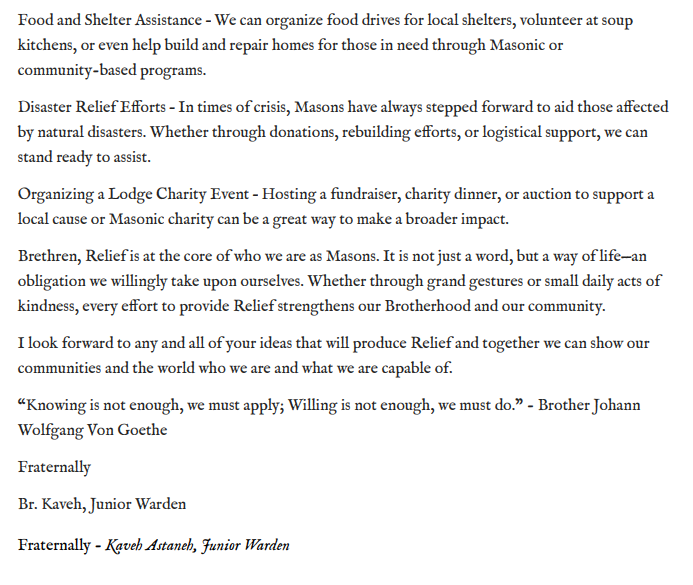 Food and Shelter Assistance - We can organize food drives for local shelters, volunteer at soup
kitchens, or even help build and repair homes for those in need through Masonic or
community-based programs.
Disaster Relief Efforts - In times of crisis, Masons have always stepped forward to aid those affected
by natural disasters. Whether through donations, rebuilding efforts, or logistical support, we can
stand ready to assist.
Organizing a Lodge Charity Event - Hosting a fundraiser, charity dinner, or auction to support a
local cause or Masonic charity can be a great way to make a broader impact.
Brethren, Relief is at the core of who we are as Masons. It is not just a word, but a way of life—an
obligation we willingly take upon ourselves. Whether through grand gestures or small daily acts of
kindness, every effort to provide Relief strengthens our Brotherhood and our community.
I look forward to any and all of your ideas that will produce Relief and together we can show our
communities and the world who we are and what we are capable of.
“Knowing is not enough, we must apply; Willing is not enough, we must do.” - Brother Johann
Wolfgang Von Goethe
Fraternally
Br. Kaveh, Junior Warden
Fraternally - Kaveh Astaneh, Junior Warden